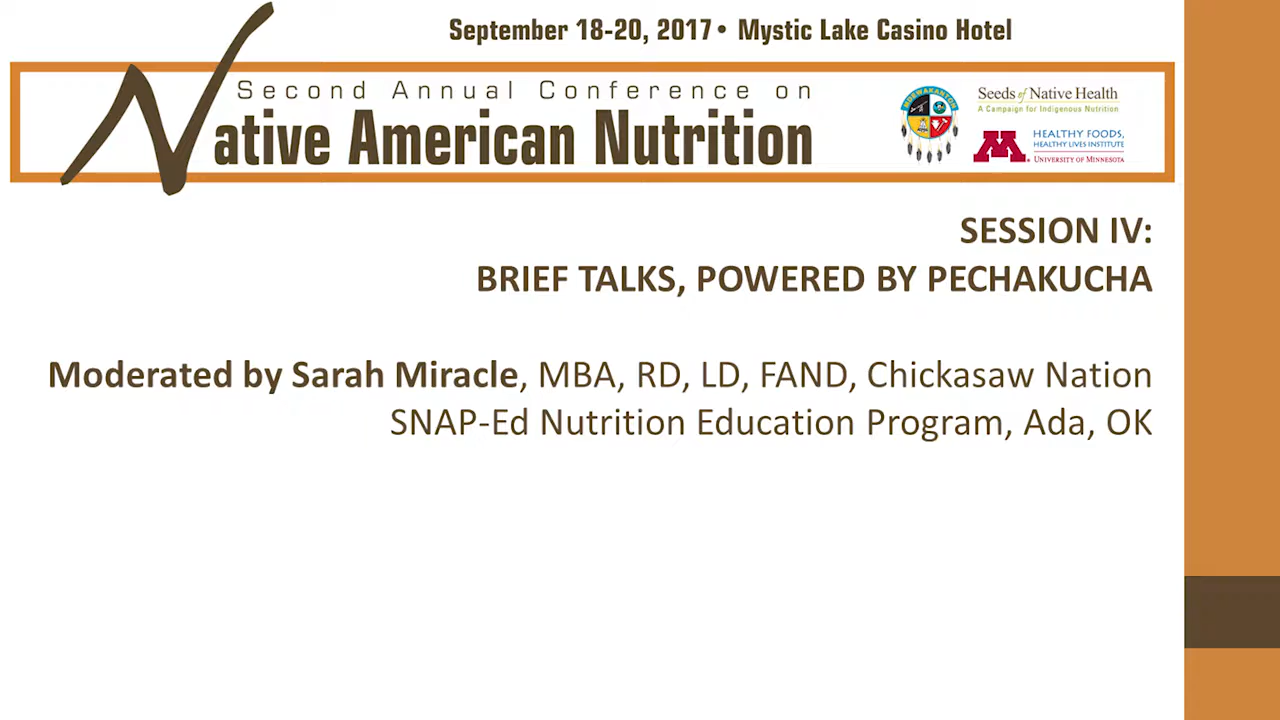 September 18-20, 2017• Mystic Lake Casino Hotel
Second Annual Conference on
Native American Nutrition
Seeds of Native Health
A Campaign for Indigenous Nutrition
HEALTHY FOODS,
HEALTHY LIVES INSTITUTE
UNIVERSITY OF MINNESOTA
SESSION IV:
BRIEF TALKS, POWERED BY PECHAKUCHA
Moderated by Sarah Miracle, MBA, RD, LD, FAND, Chickasaw Nation
SNAP-Ed Nutrition Education Program, Ada, OK